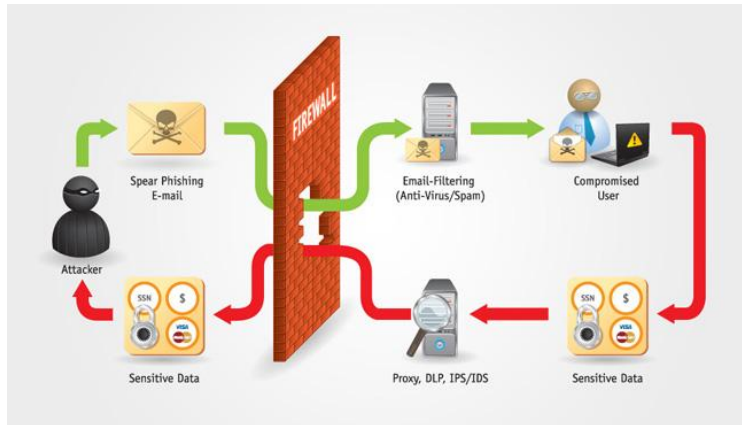 FIREWALL
Spear Phishing
E-mail
Email-Filtering
(Anti-Virus/Spam)
Compromised
User
Attacker
SSN
$
VISA
Sensitive Data
Proxy, DLP, IPS/IDS
SSN
$
VISA
Sensitive Data